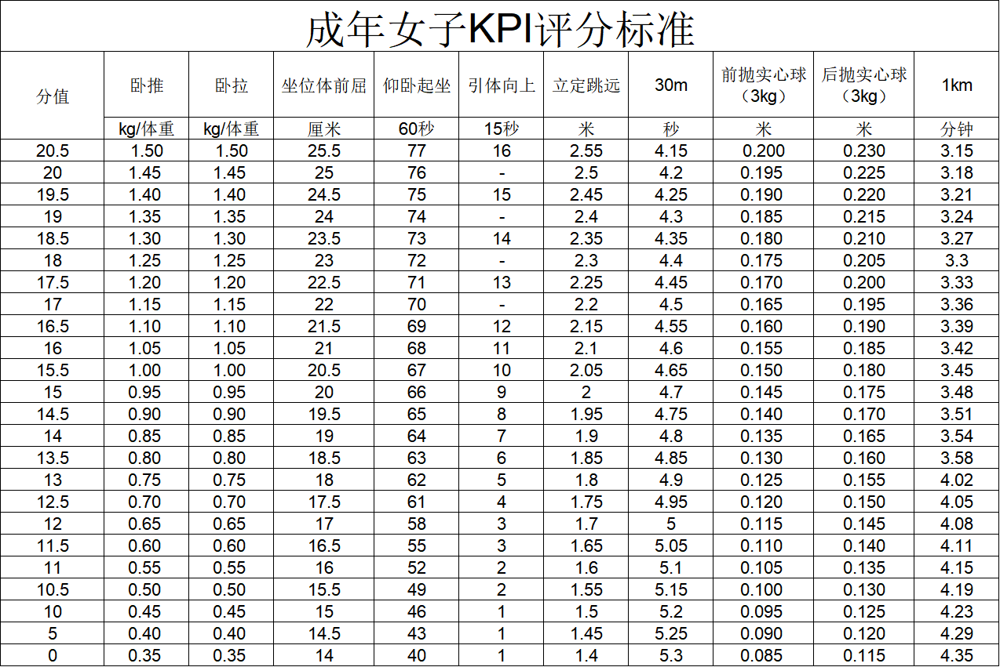 成年女子KPI评分标准
分值 卧推 卧拉 坐位体前屈 仰卧起坐 引体向上 立定跳远 30m 前抛实心球（3kg） 后抛实心球（3kg） 1km
kg/体重 kg/体重 厘米 60秒 15秒 米 秒 米 米 分钟
20.5 1.50 1.50 25.5 77 16 2.55 4.15 0.200 0.230 3.15
20 1.45 1.45 25 76 - 2.5 4.2 0.195 0.225 3.18
19.5 1.40 1.40 24.5 75 15 2.45 4.25 0.190 0.220 3.21
19 1.35 1.35 24 74 - 2.4 4.3 0.185 0.215 3.24
18.5 1.30 1.30 23.5 73 14 2.35 4.35 0.180 0.210 3.27
18 1.25 1.25 23 72 - 2.3 4.4 0.175 0.205 3.3
17.5 1.20 1.20 22.5 71 13 2.25 4.45 0.170 0.200 3.33
17 1.15 1.15 22 70 - 2.2 4.5 0.165 0.195 3.36
16.5 1.10 1.10 21.5 69 12 2.15 4.55 0.160 0.190 3.39
16 1.05 1.05 21 68 11 2.1 4.6 0.155 0.185 3.42
15.5 1.00 1.00 20.5 67 10 2.05 4.65 0.150 0.180 3.45
15 0.95 0.95 20 66 9 2 4.7 0.145 0.175 3.48
14.5 0.90 0.90 19.5 65 8 1.95 4.75 0.140 0.170 3.51
14 0.85 0.85 19 64 7 1.9 4.8 0.135 0.165 3.54
13.5 0.80 0.80 18.5 63 6 1.85 4.85 0.130 0.160 3.58
13 0.75 0.75 18 62 5 1.8 4.9 0.125 0.155 4.02
12.5 0.70 0.70 17.5 61 4 1.75 4.95 0.120 0.150 4.05
12 0.65 0.65 17 58 3 1.7 5 0.115 0.145 4.08
11.5 0.60 0.60 16.5 55 3 1.65 5.05 0.110 0.140 4.11
11 0.55 0.55 16 52 2 1.6 5.1 0.105 0.135 4.15
10.5 0.50 0.50 15.5 49 2 1.55 5.15 0.100 0.130 4.19
10 0.45 0.45 15 46 1 1.5 5.2 0.095 0.125 4.23
5 0.40 0.40 14.5 43 1 1.45 5.25 0.090 0.120 4.29
0 0.35 0.35 14 40 1 1.4 5.3 0.085 0.115 4.35